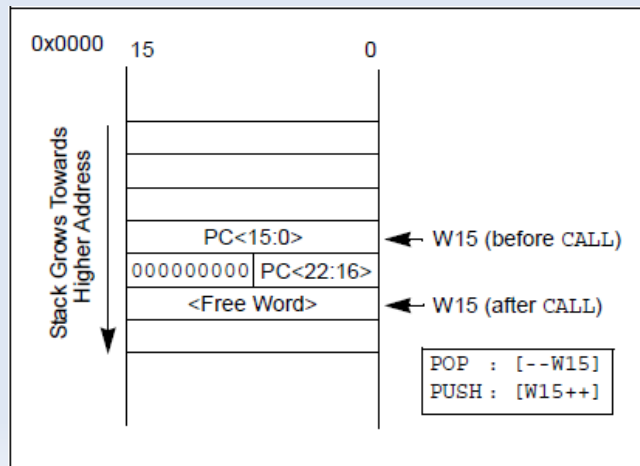 0x0000 15 0
Stack Grows Towards
Higher Address
PC<15:0> W15 (before CALL)
000000000 PC<22:16>
<Free Word> W15 (after CALL)
POP : [--W15]
PUSH : [W15++]